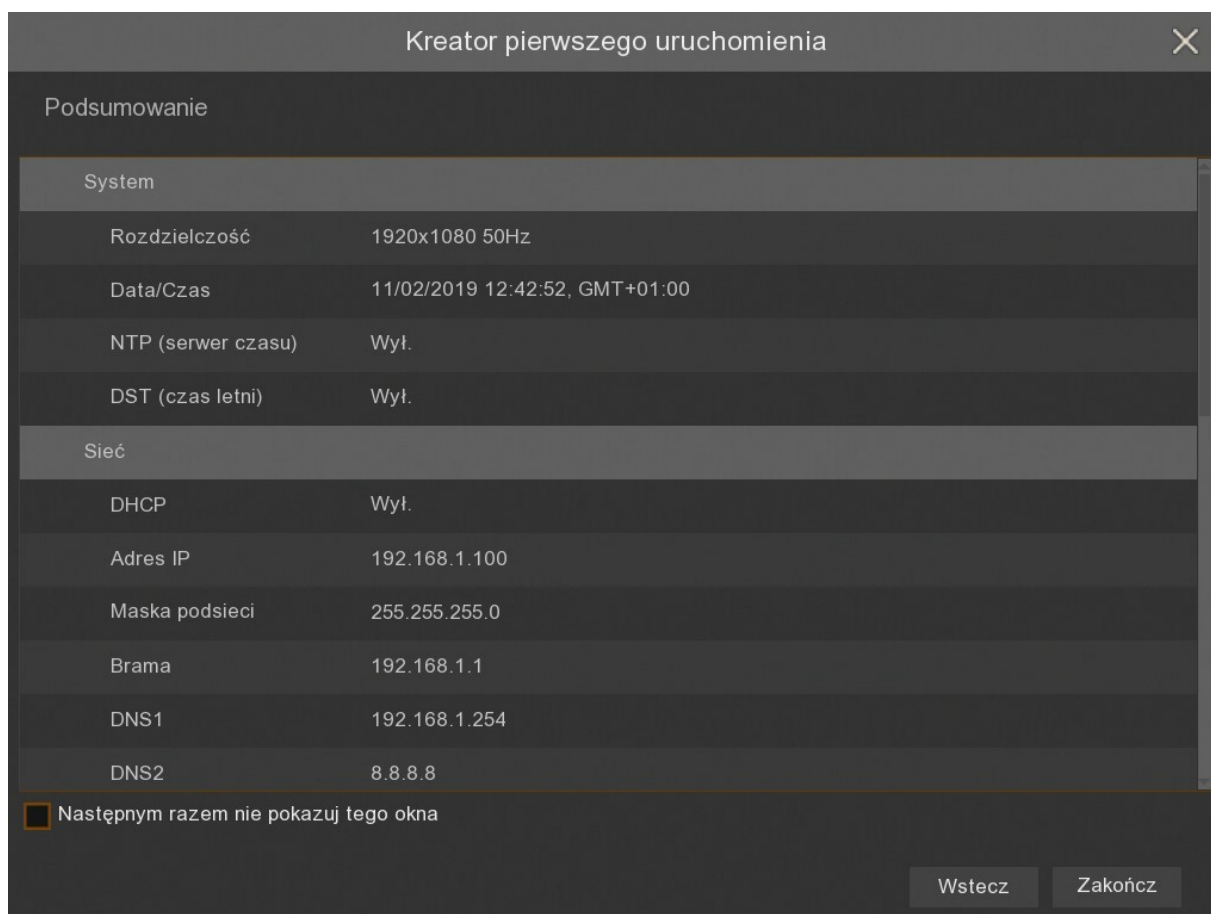 Kreator pierwszego uruchomienia
Podsumowanie
System
Rozdzielczość 1920x1080 50Hz
Data/Czas 11/02/2019 12:42:52, GMT+01:00
NTP (serwer czasu) Wył.
DST (czas letni) Wył.
Sieć
DHCP Wył.
Adres IP 192.168.1.100
Maska podsieci 255.255.255.0
Brama 192.168.1.1
DNS1 192.168.1.254
DNS2 8.8.8.8
Następnym razem nie pokazuj tego okna
Wstecz Zakończ